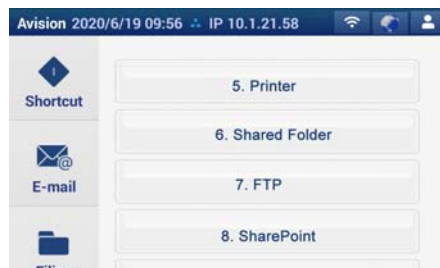 Avision 2020/6/19 09:56 IP 10.1.21.58
Shortcut
5. Printer
6. Shared Folder
E-mail
7. FTP
8. SharePoint